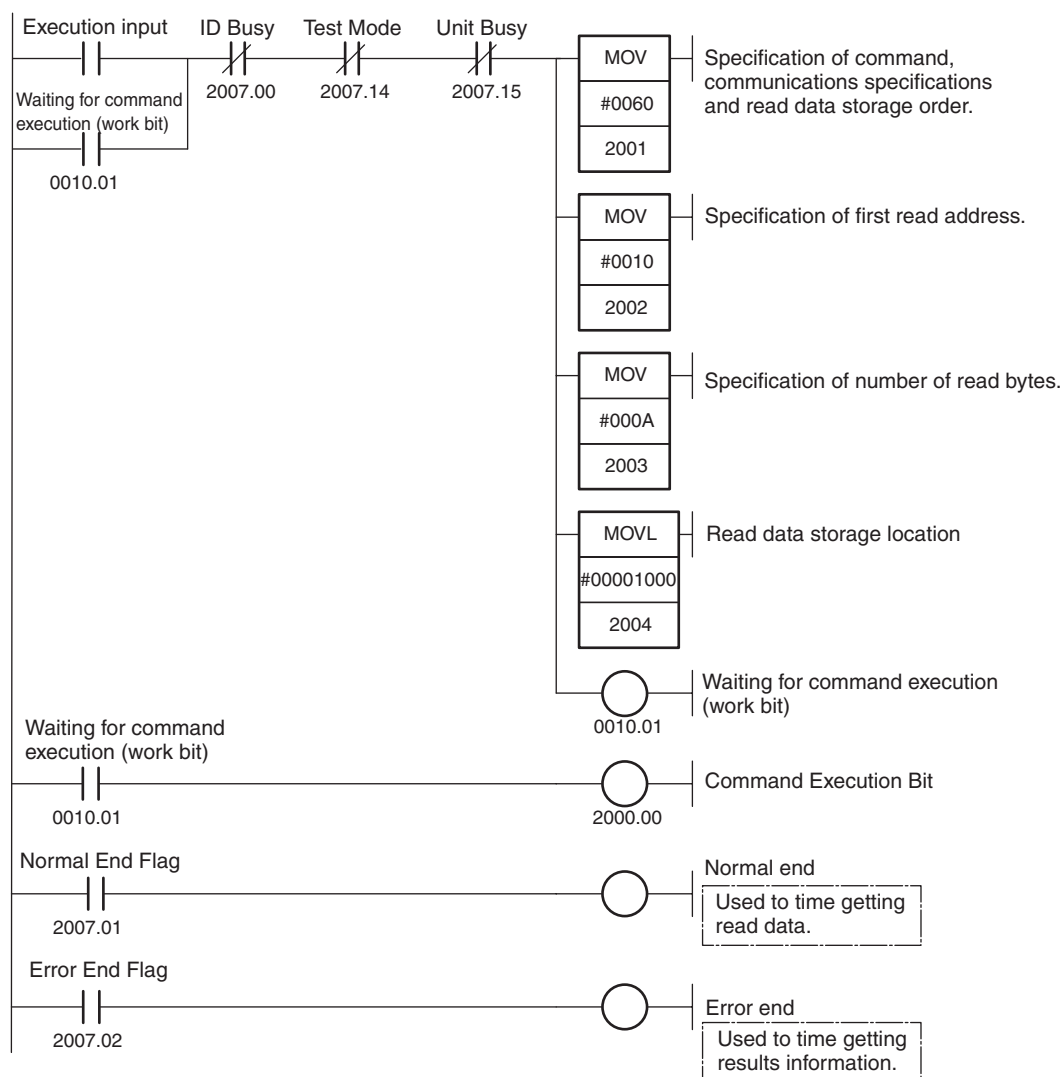 Execution input
ID Busy
Test Mode
Unit Busy
2007.00
2007.14
2007.15
Waiting for command
execution (work bit)
0010.01
MOV
#0060
2001
Specification of command,
communications specifications
and read data storage order.
MOV
#0010
2002
Specification of first read address.
MOV
#000A
2003
Specification of number of read bytes.
MOVL
#00001000
2004
Read data storage location
0010.01
Waiting for command execution
(work bit)
Waiting for command
execution (work bit)
0010.01
2000.00
Command Execution Bit
Normal End Flag
2007.01
Normal end
Used to time getting
read data.
Error End Flag
2007.02
Error end
Used to time getting
results information.